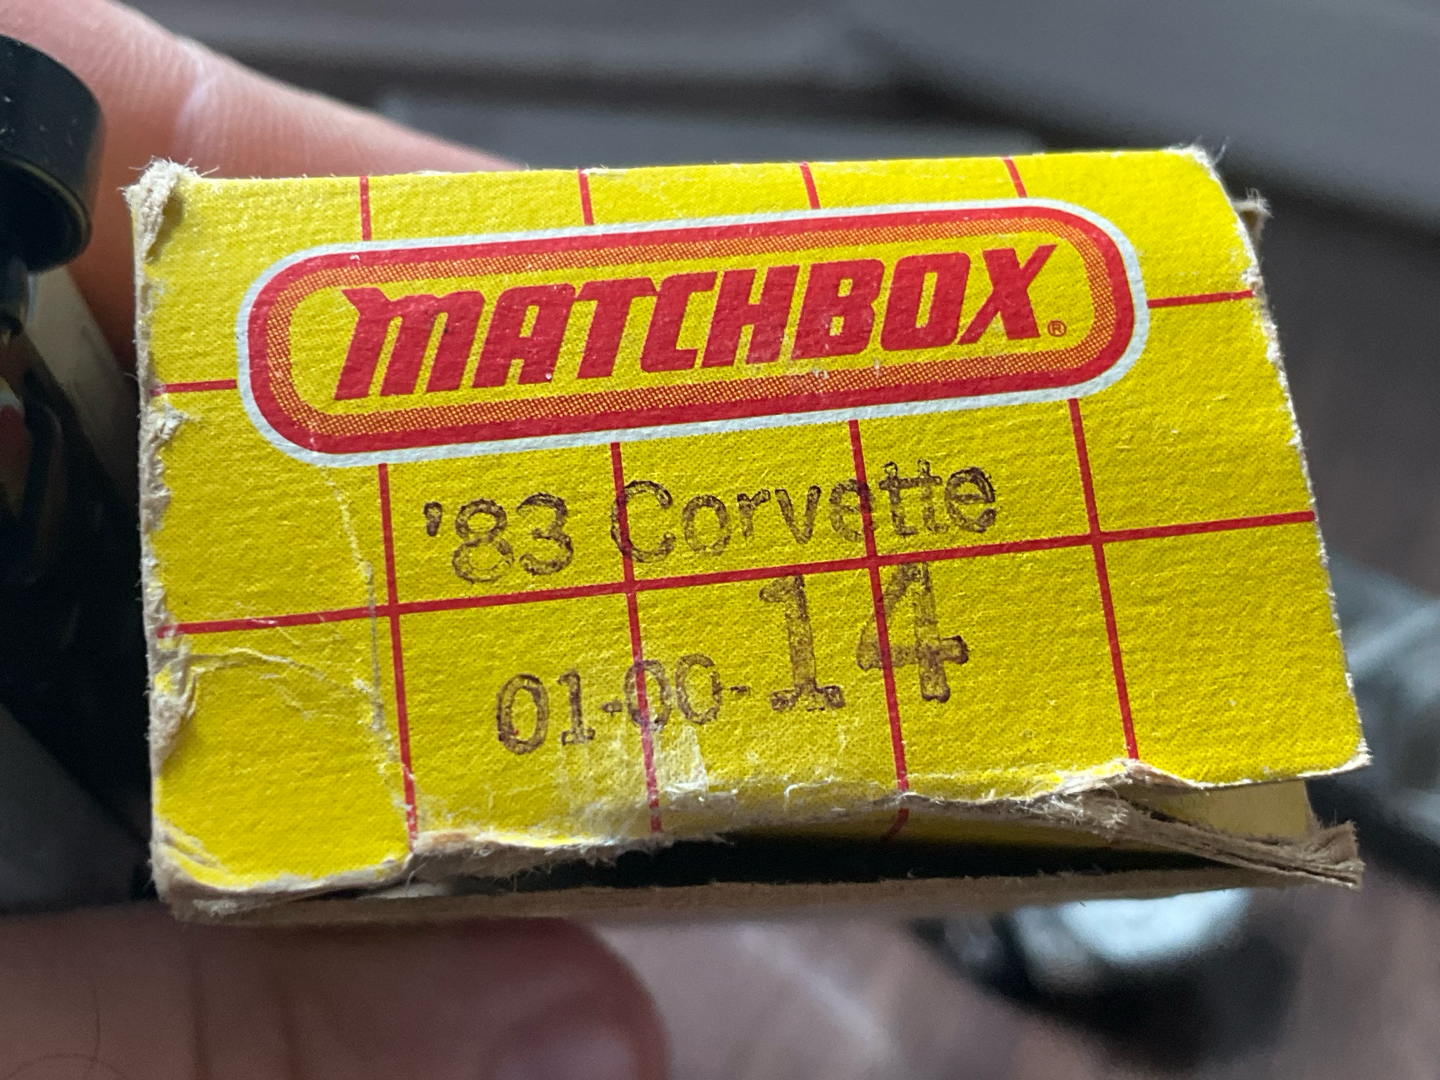 MATCHBOX®
'83 Corvette
01-00-14